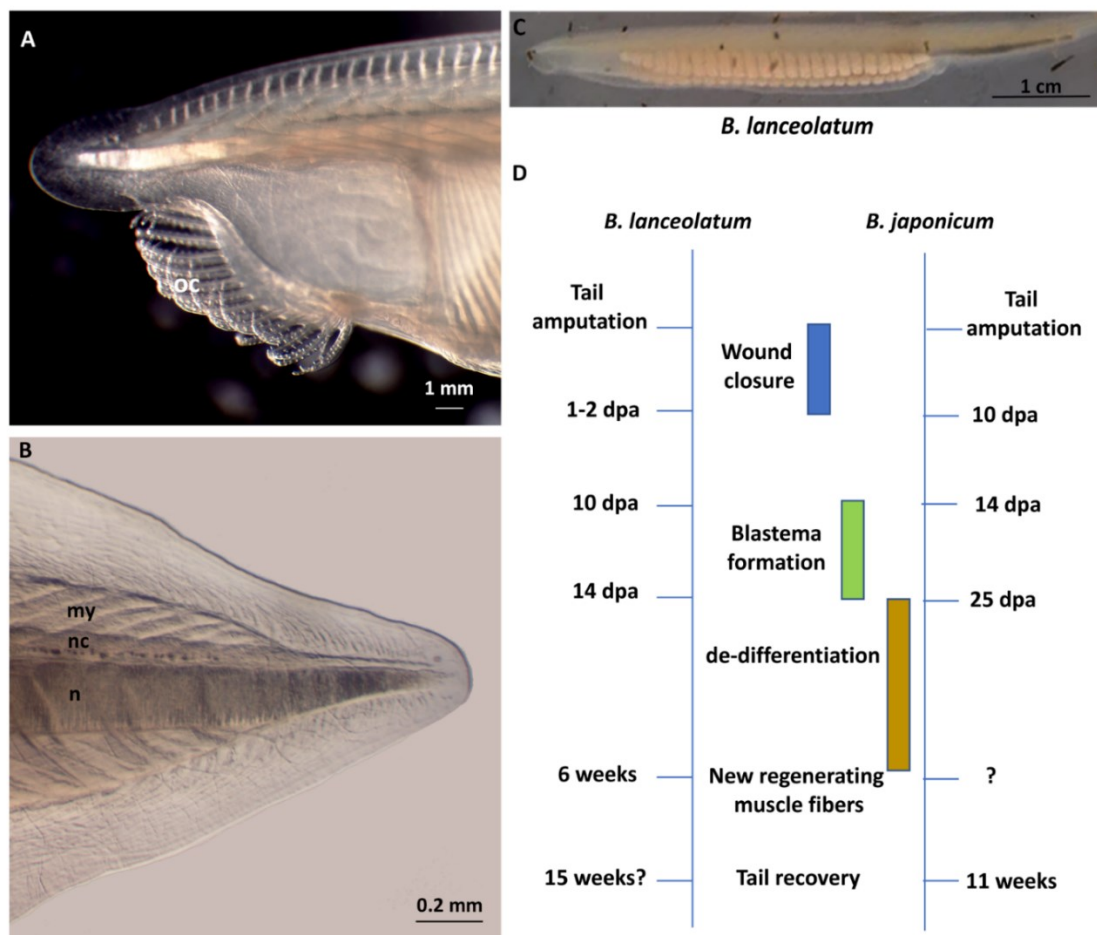 A
oc
1 mm
B
my
nc
n
0.2 mm
C
1 cm
B. lanceolatum
D
B. lanceolatum
B. japonicum
Tail
amputation
Tail
amputation
Wound
closure
1-2 dpa
10 dpa
10 dpa
14 dpa
Blastema
formation
14 dpa
25 dpa
de-differentiation
6 weeks
New regenerating
muscle fibers
?
15 weeks?
Tail recovery
11 weeks